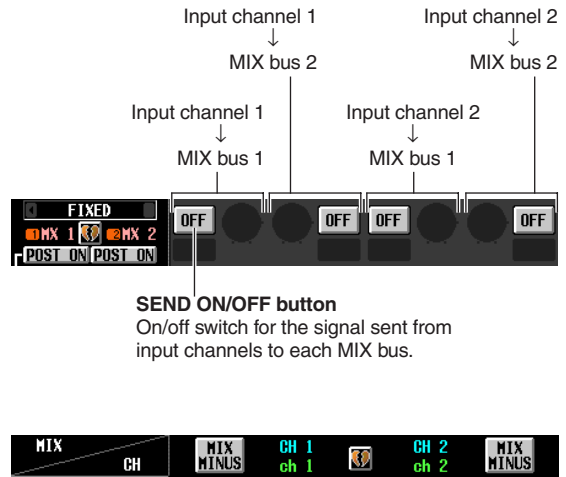 Input channel 1 Input channel 2
↓ ↓
MIX bus 2 MIX bus 2
Input channel 1 Input channel 2
↓ ↓
MIX bus 1 MIX bus 1
FIXED
1 MX 1 2 MX 2
POST ON POST ON
OFF OFF OFF OFF
SEND ON/OFF button
On/off switch for the signal sent from
input channels to each MIX bus.
MIX CH
MIX MINUS CH 1 CH 2 MIX MINUS
ch 1 ch 2